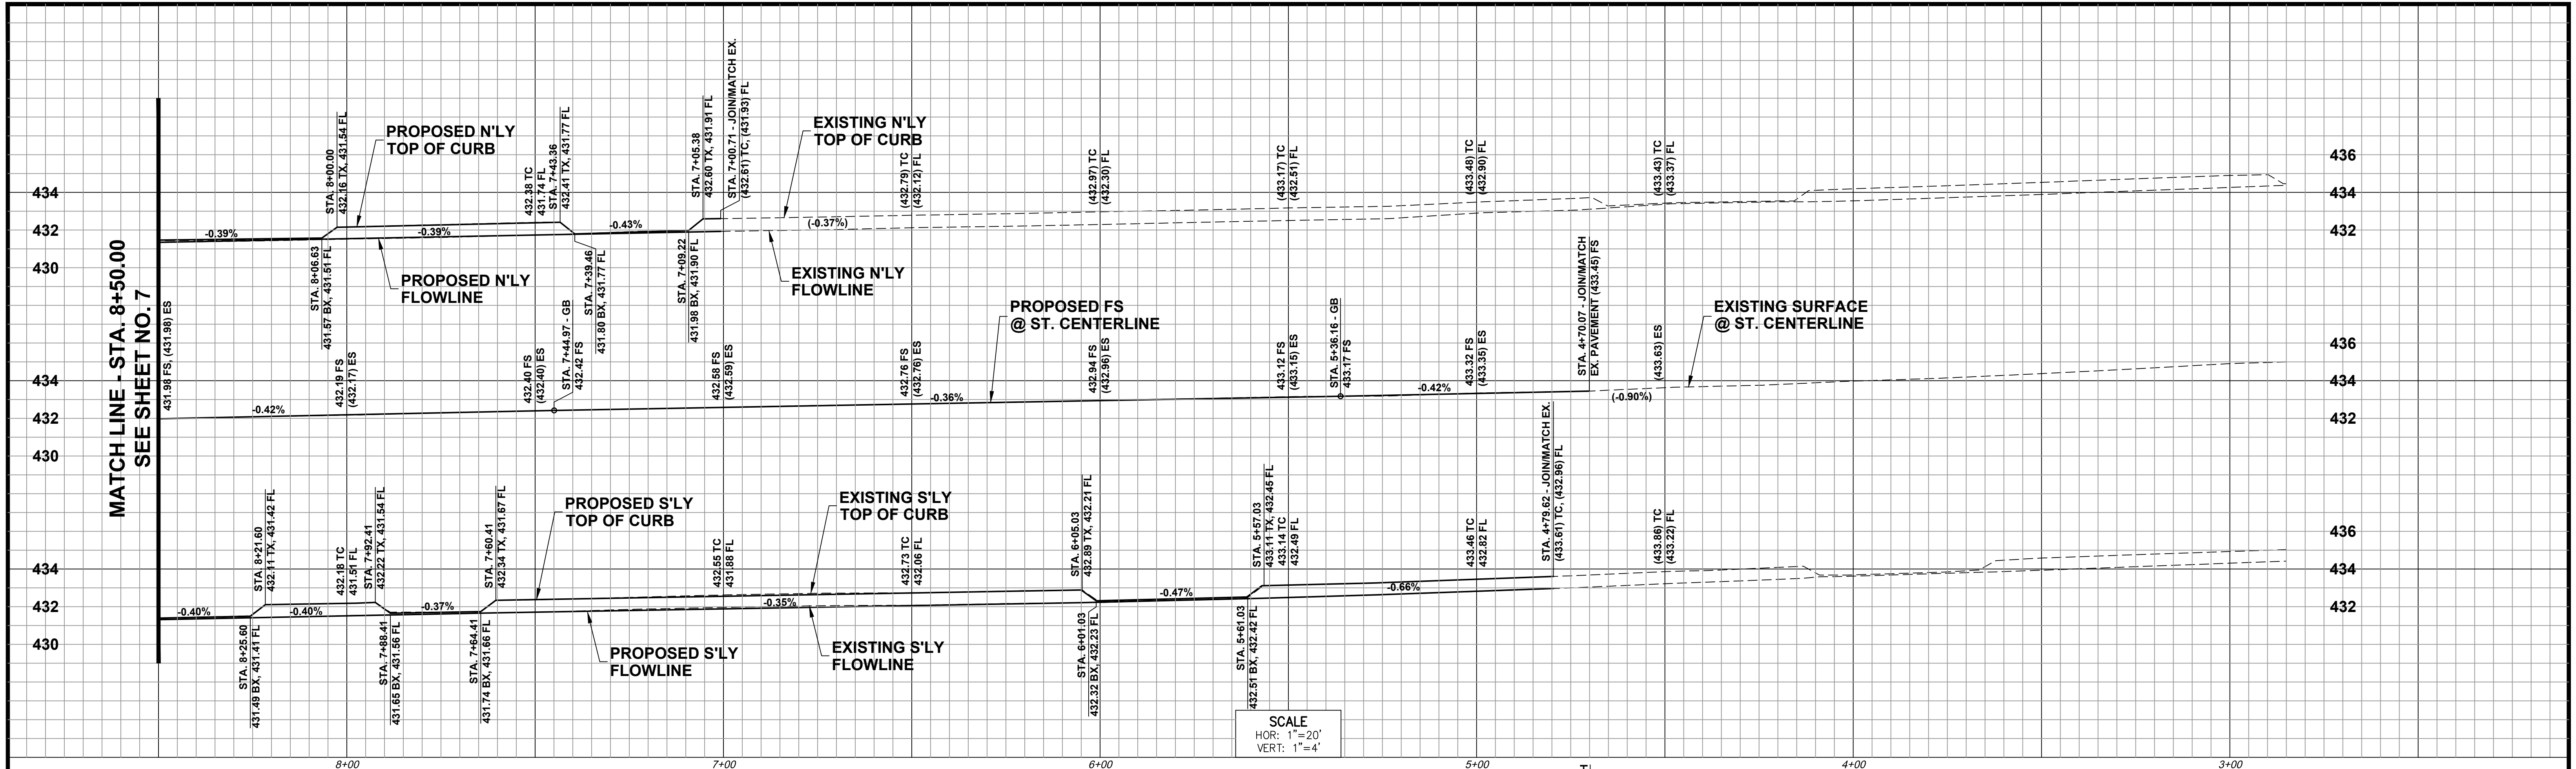 MATCH LINE - STA. 8+50.00
SEE SHEET NO. 7
434
432
430
-0.39%
STA. 8+06.63
431.57 BX, 431.51 FL
STA. 8+00.00
432.16 TX, 431.54 FL
PROPOSED N'LY
TOP OF CURB
-0.39%
PROPOSED N'LY
FLOWLINE
432.38 TC
431.74 FL
STA. 7+43.36
432.41 TX, 431.77 FL
STA. 7+39.46
431.80 BX, 431.77 FL
-0.43%
STA. 7+09.22
431.98 BX, 431.90 FL
STA. 7+05.38
432.60 TX, 431.91 FL
STA. 7+00.71 - JOIN/MATCH EX.
(432.61) TC, (431.93) FL
EXISTING N'LY
TOP OF CURB
(-0.37%)
EXISTING N'LY
FLOWLINE
(432.79) TC
(432.12) FL
(432.97) TC
(432.30) FL
(433.17) TC
(432.51) FL
(433.48) TC
(432.90) FL
(433.43) TC
(433.37) FL
436
434
432
434
432
430
431.98 FS, (431.98) ES
-0.42%
432.19 FS
(432.17) ES
432.40 FS
(432.40) ES
STA. 7+44.97 - GB
432.42 FS
432.58 FS
(432.59) ES
432.76 FS
(432.76) ES
-0.36%
PROPOSED FS
@ ST. CENTERLINE
432.94 FS
(432.96) ES
433.12 FS
(433.15) ES
STA. 5+36.16 - GB
433.17 FS
-0.42%
433.32 FS
(433.35) ES
STA. 4+70.07 - JOIN/MATCH
EX. PAVEMENT (433.45) FS
(-0.90%)
(433.63) ES
EXISTING SURFACE
@ ST. CENTERLINE
436
434
432
434
432
430
-0.40%
STA. 8+25.60
431.49 BX, 431.41 FL
STA. 8+21.60
432.11 TX, 431.42 FL
-0.40%
432.18 TC
431.51 FL
STA. 7+92.41
432.22 TX, 431.54 FL
STA. 7+88.41
431.65 BX, 431.56 FL
-0.37%
STA. 7+64.41
431.74 BX, 431.66 FL
STA. 7+60.41
432.34 TX, 431.67 FL
PROPOSED S'LY
TOP OF CURB
PROPOSED S'LY
FLOWLINE
432.55 TC
431.88 FL
-0.35%
EXISTING S'LY
TOP OF CURB
EXISTING S'LY
FLOWLINE
432.73 TC
432.06 FL
STA. 6+05.03
432.89 TX, 432.21 FL
STA. 6+01.03
432.32 BX, 432.23 FL
-0.47%
STA. 5+61.03
432.51 BX, 432.42 FL
STA. 5+57.03
433.11 TX, 432.45 FL
433.14 TC
432.49 FL
-0.66%
433.46 TC
432.82 FL
STA. 4+79.62 - JOIN/MATCH EX.
(433.61) TC, (432.96) FL
(433.86) TC
(433.22) FL
436
434
432
SCALE
HOR: 1"=20'
VERT: 1"=4'
8+00
7+00
6+00
5+00
4+00
3+00